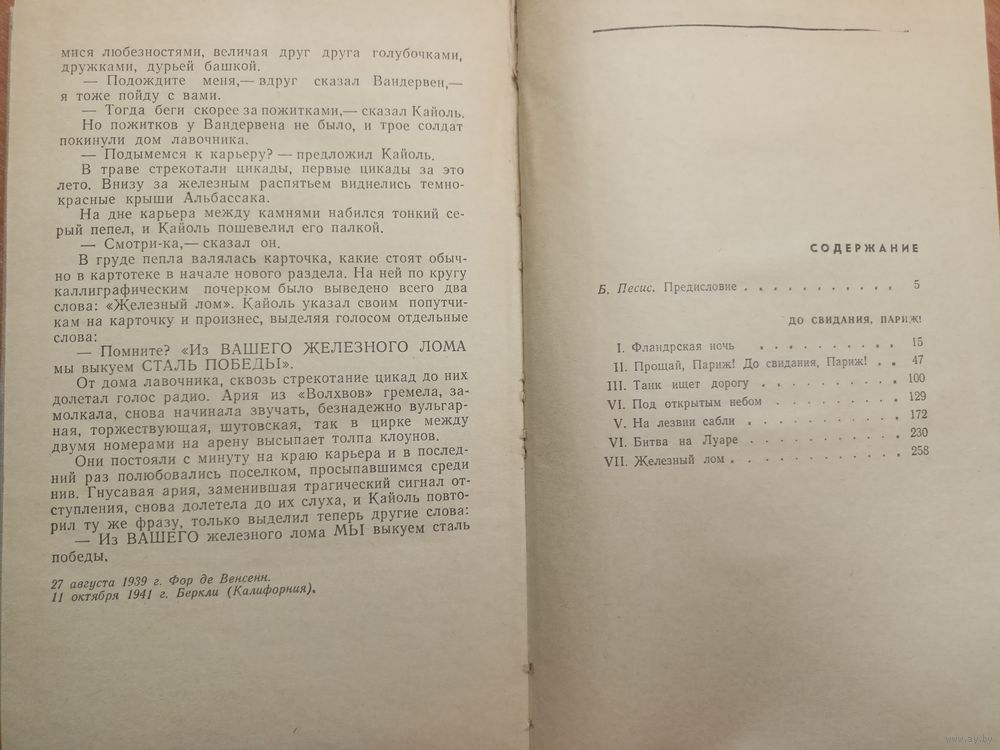 мися любезностями, величая друг друга голубочками,
дружками, дурьей башкой.
— Подождите меня,— вдруг сказал Вандервен,—
я тоже пойду с вами.
— Тогда беги скорее за пожитками,— сказал Кайоль.
Но пожитков у Вандервена не было, и трое солдат
покинули дом лавочника.
— Подымемся к карьеру? — предложил Кайоль.
В траве стрекотали цикады, первые цикады за это
лето. Внизу за железным распятьем виднелись темно-
красные крыши Альбассака.
На дне карьера между камнями набился тонкий се-
рый пепел, и Кайоль пошевелил его палкой.
— Смотри-ка,— сказал он.
В груде пепла валялась карточка, какие стоят обыч-
но в картотеке в начале нового раздела. На ней по кругу
каллиграфическим почерком было выведено всего два
слова: «Железный лом». Кайоль указал своим попутчи-
кам на карточку и произнес, выделяя голосом отдельные
слова:
— Помните? «Из ВАШЕГО ЖЕЛЕЗНОГО ЛОМА
мы выкуем СТАЛЬ ПОБЕДЫ».
От дома лавочника, сквозь стрекотание цикад до них
долетал голос радио. Ария из «Волхвов» гремела, за-
молкала, снова начинала звучать, безнадежно вульгар-
ная, торжествующая, шутовская, так в цирке между
двумя номерами на арену высыпает толпа клоунов.
Они постояли с минуту на краю карьера и в послед-
ний раз полюбовались поселком, просыпавшимся среди
нив. Гнусавая ария, заменившая трагический сигнал от-
ступления, снова долетела до их слуха, и Кайоль повто-
рил ту же фразу, только выделил теперь другие слова:
— Из ВАШЕГО железного лома МЫ выкуем сталь
победы.
27 августа 1939 г. Фор де Венсенн.
11 октября 1941 г. Беркли (Калифорния).
СОДЕРЖАНИЕ
Б. Песис. Предисловие . . . . . . . . . . . 5
ДО СВИДАНИЯ, ПАРИЖ!
I. Фландрская ночь . . . . . . . . . . 15
II. Прощай, Париж! До свидания, Париж! . . 47
III. Танк ищет дорогу . . . . . . . . . . 100
VI. Под открытым небом . . . . . . . . . 129
V. На лезвии сабли . . . . . . . . . . 172
VI. Битва на Луаре . . . . . . . . . . 230
VII. Железный лом . . . . . . . . . . . 258
www.ay.by